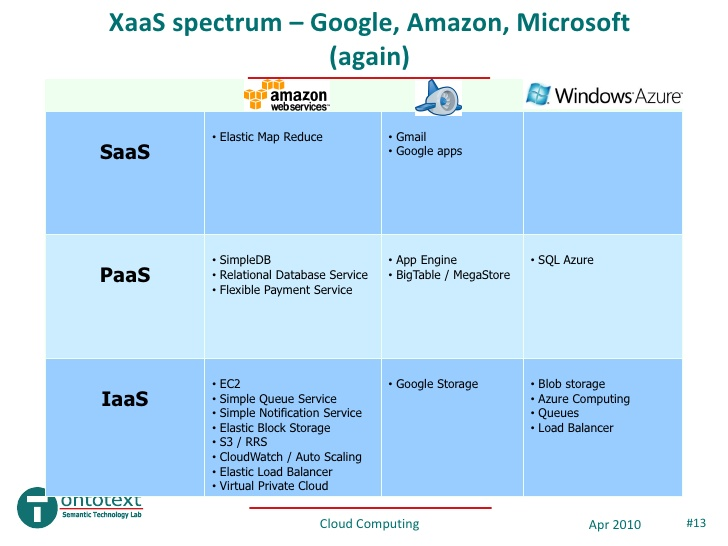 XaaS spectrum – Google, Amazon, Microsoft
(again)
amazon
webservices™
Windows Azure™
SaaS
• Elastic Map Reduce
• Gmail
• Google apps
PaaS
• SimpleDB
• Relational Database Service
• Flexible Payment Service
• App Engine
• BigTable / MegaStore
• SQL Azure
IaaS
• EC2
• Simple Queue Service
• Simple Notification Service
• Elastic Block Storage
• S3 / RRS
• CloudWatch / Auto Scaling
• Elastic Load Balancer
• Virtual Private Cloud
• Google Storage
• Blob storage
• Azure Computing
• Queues
• Load Balancer
ontotext
Semantic Technology Lab
Cloud Computing
Apr 2010
#13